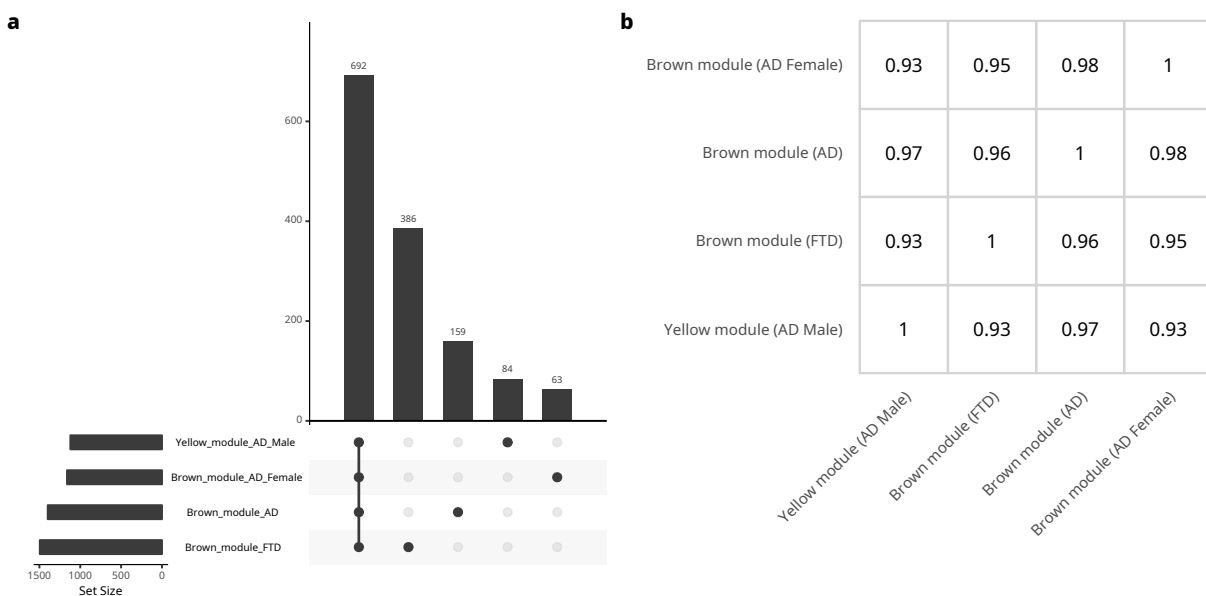 a
692
600
386
400
200
159
84
63
0
Yellow_module_AD_Male
Brown_module_AD_Female
Brown_module_AD
Brown_module_FTD
1500 1000 500 0
Set Size
b
Brown module (AD Female) 0.93 0.95 0.98 1
Brown module (AD) 0.97 0.96 1 0.98
Brown module (FTD) 0.93 1 0.96 0.95
Yellow module (AD Male) 1 0.93 0.97 0.93
Yellow module (AD Male)
Brown module (FTD)
Brown module (AD)
Brown module (AD Female)